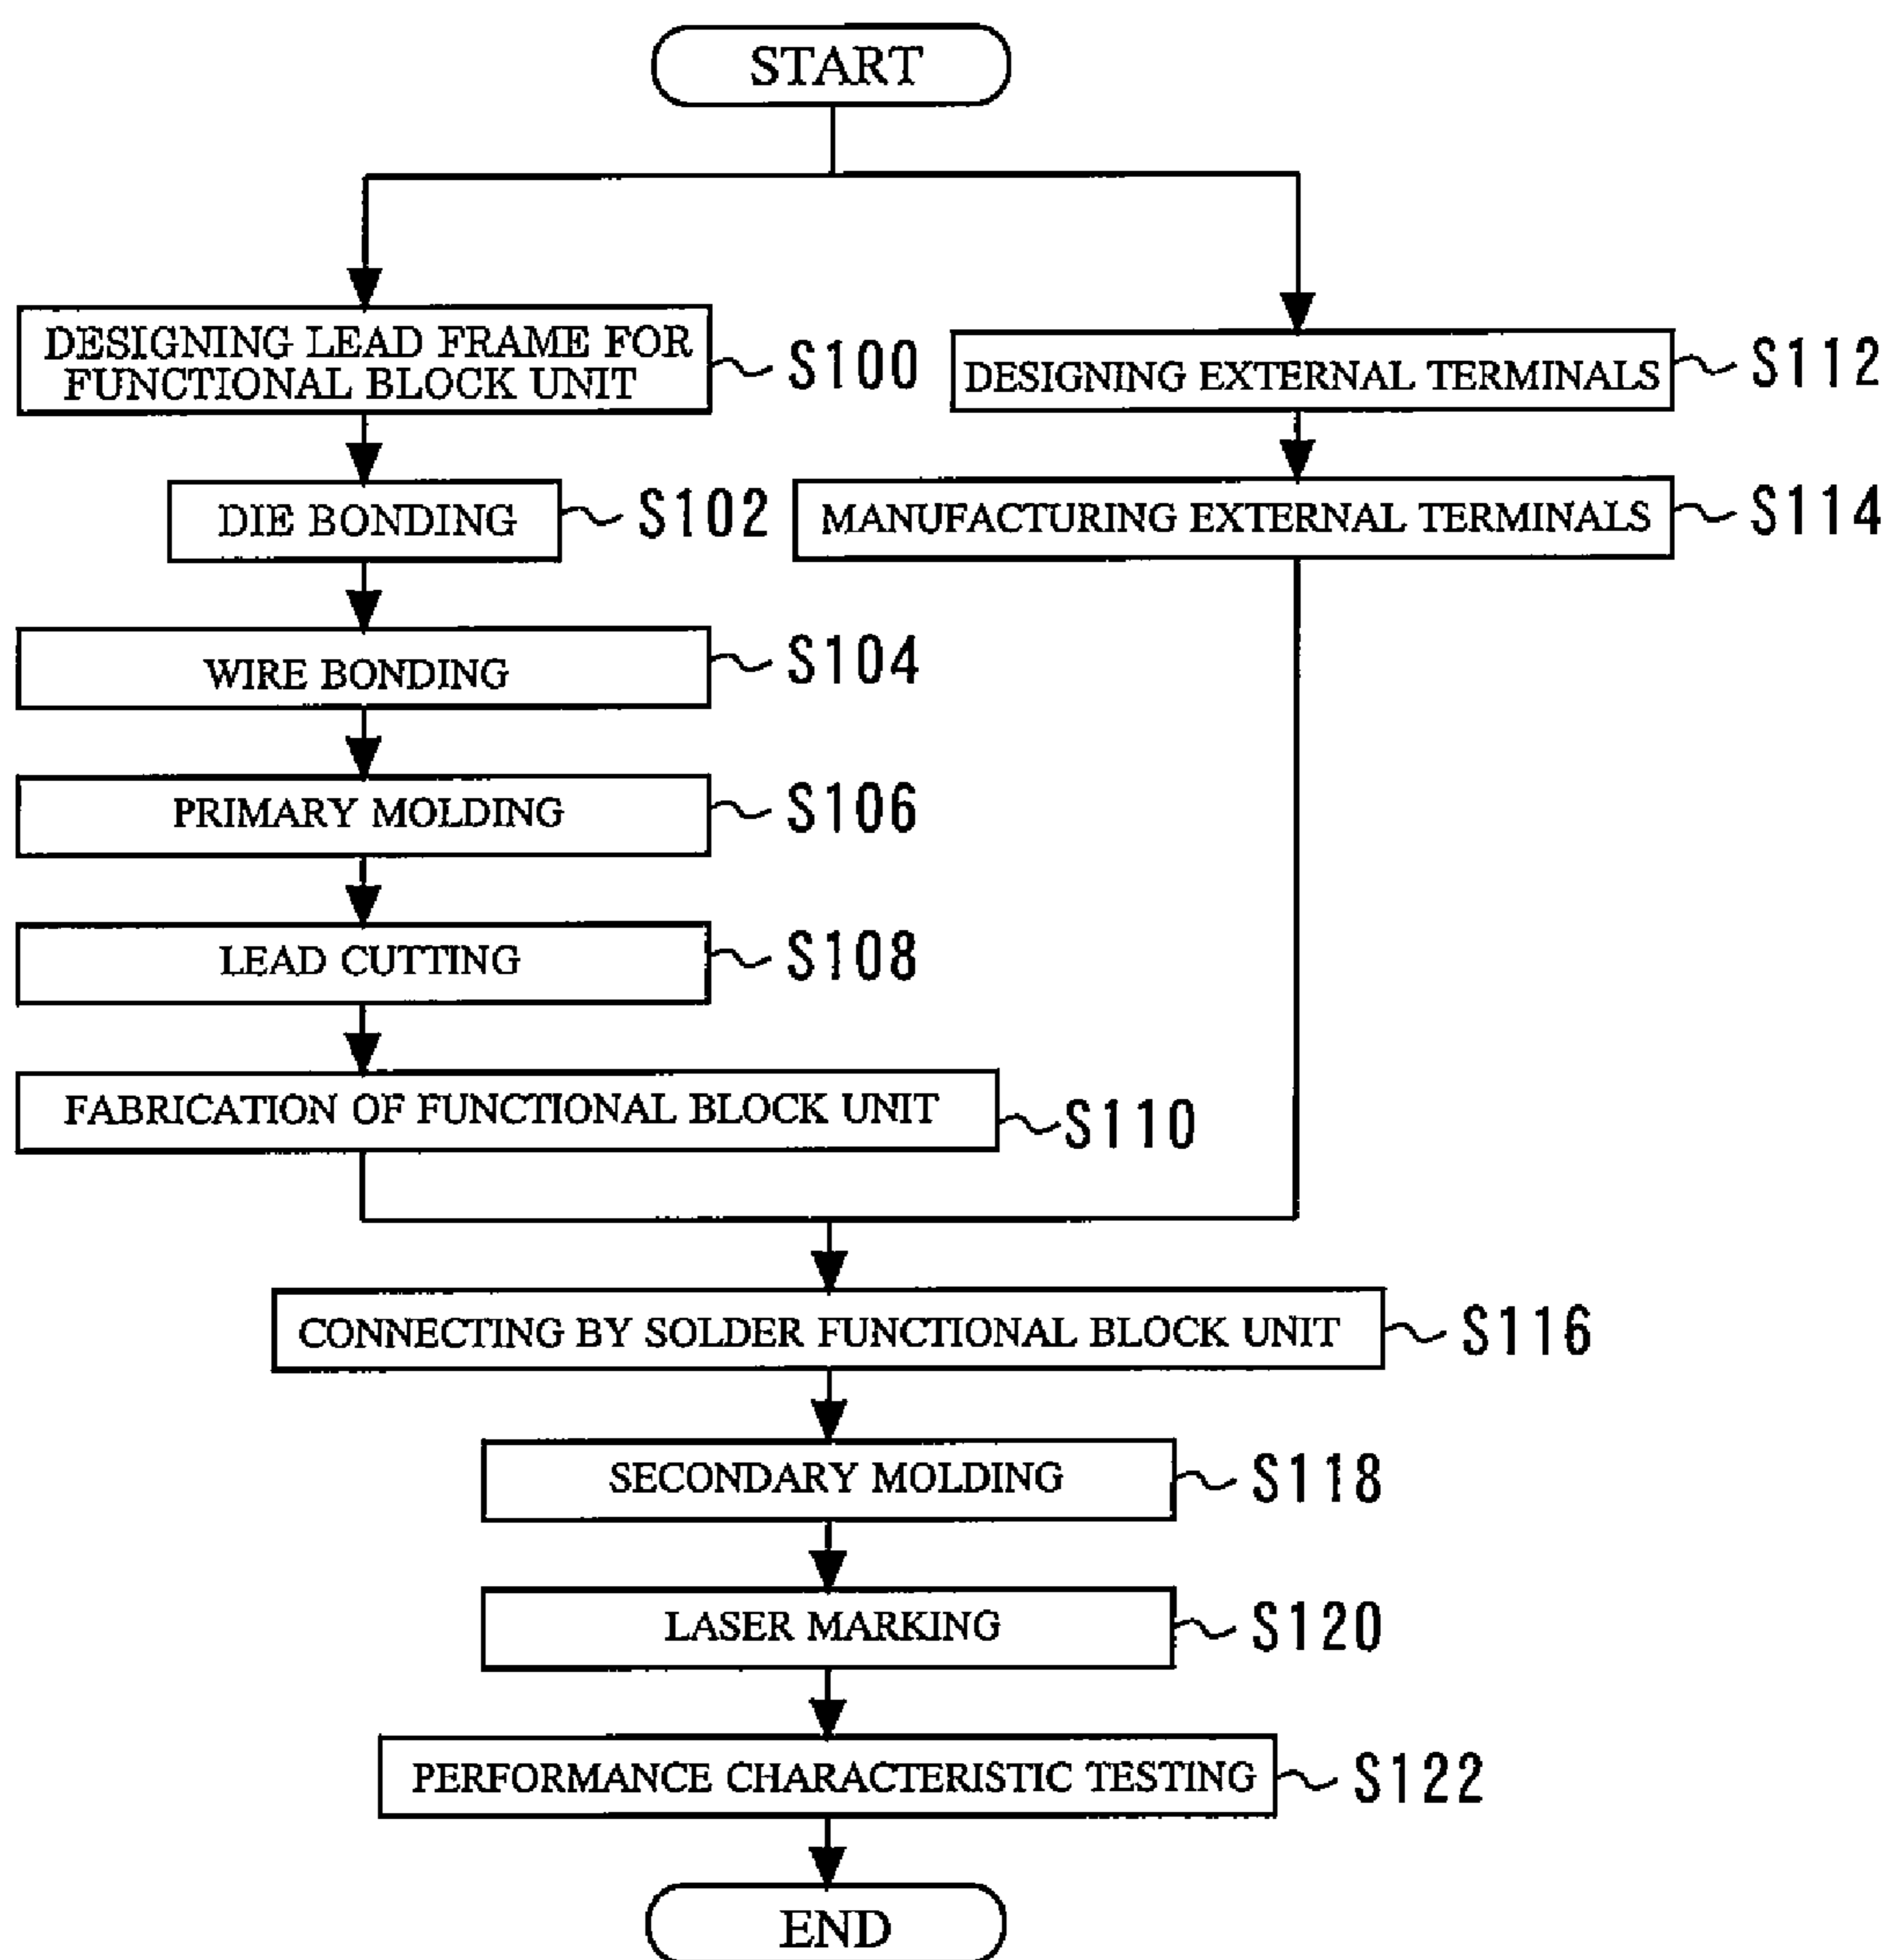 START
DESIGNING LEAD FRAME FOR
FUNCTIONAL BLOCK UNIT
S100
DESIGNING EXTERNAL TERMINALS
S112
DIE BONDING
S102
MANUFACTURING EXTERNAL TERMINALS
S114
WIRE BONDING
S104
PRIMARY MOLDING
S106
LEAD CUTTING
S108
FABRICATION OF FUNCTIONAL BLOCK UNIT
S110
CONNECTING BY SOLDER FUNCTIONAL BLOCK UNIT
S116
SECONDARY MOLDING
S118
LASER MARKING
S120
PERFORMANCE CHARACTERISTIC TESTING
S122
END